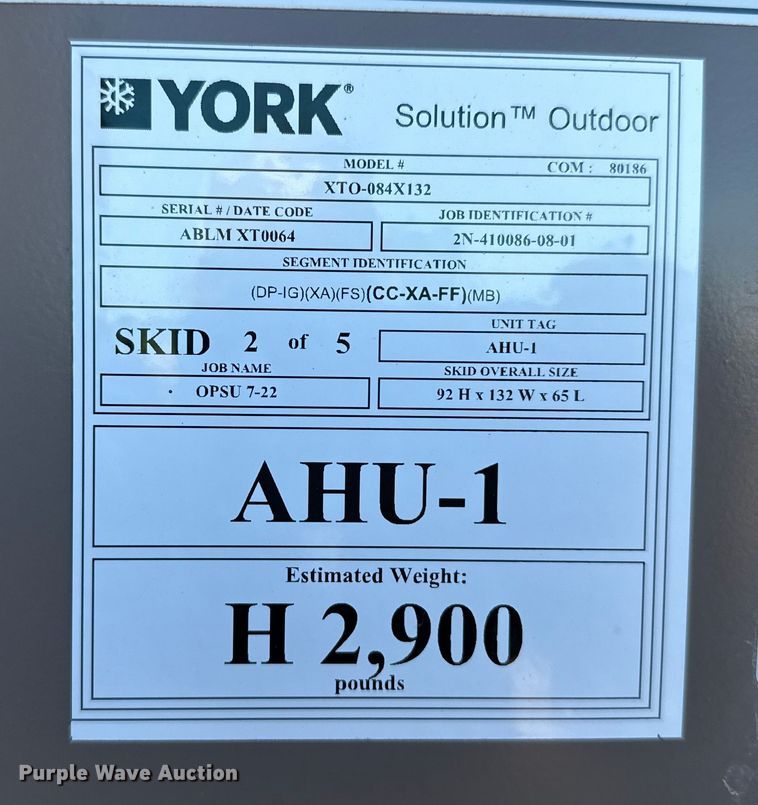 YORK® Solution™ Outdoor
MODEL # COM : 80186
XTO-084X132
SERIAL # / DATE CODE JOB IDENTIFICATION #
ABLM XT0064 2N-410086-08-01
SEGMENT IDENTIFICATION
(DP-IG)(XA)(FS)(CC-XA-FF)(MB)
UNIT TAG
SKID 2 of 5 AHU-1
JOB NAME SKID OVERALL SIZE
OPSU 7-22 92 H x 132 W x 65 L
AHU-1
Estimated Weight:
H 2,900
pounds
Purple Wave Auction